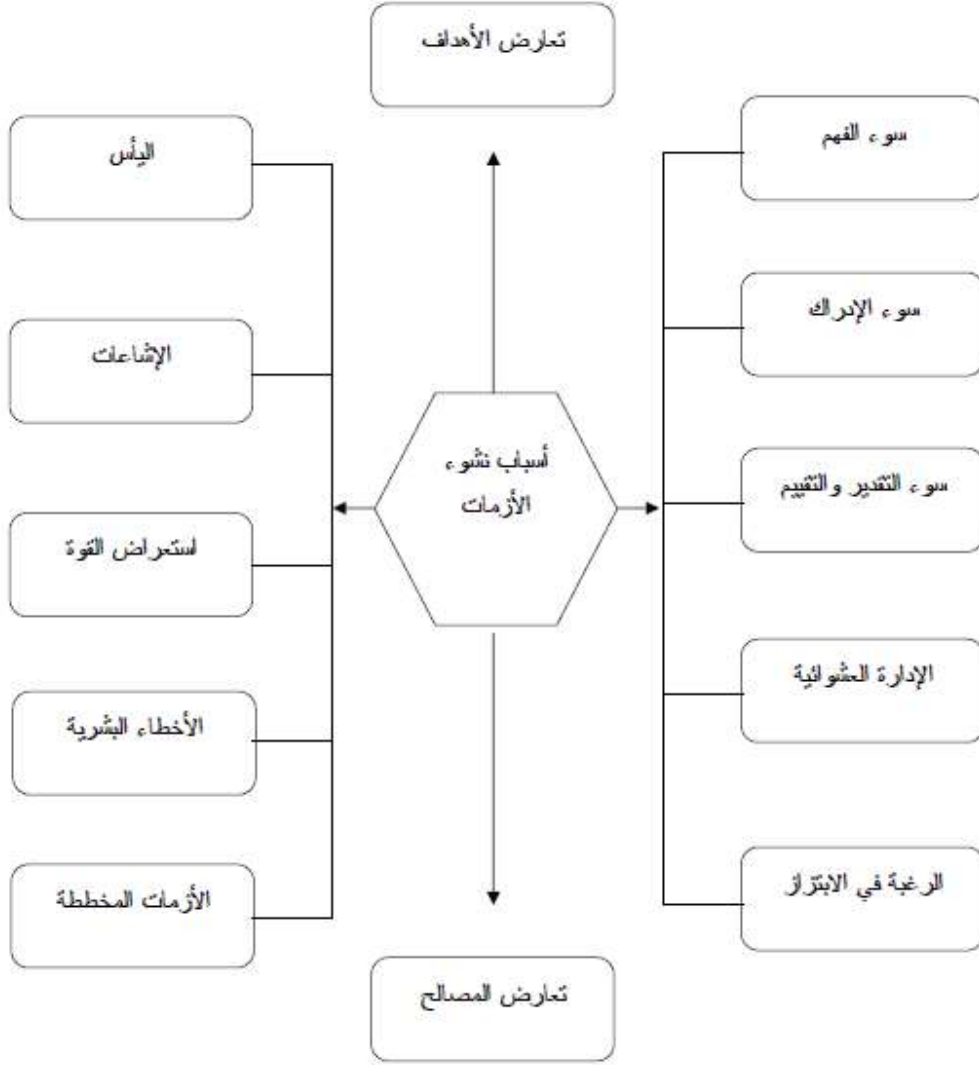 تعارض الأهداف
سوء الفهم
اليأس
سوء الإدراك
الإشاعات
أسباب نشوء
الأزمات
سوء التقدير والتقييم
استعراض القوة
الإدارة العشوائية
الأخطاء البشرية
الرغبة في الابتزاز
الأزمات المخططة
تعارض المصالح